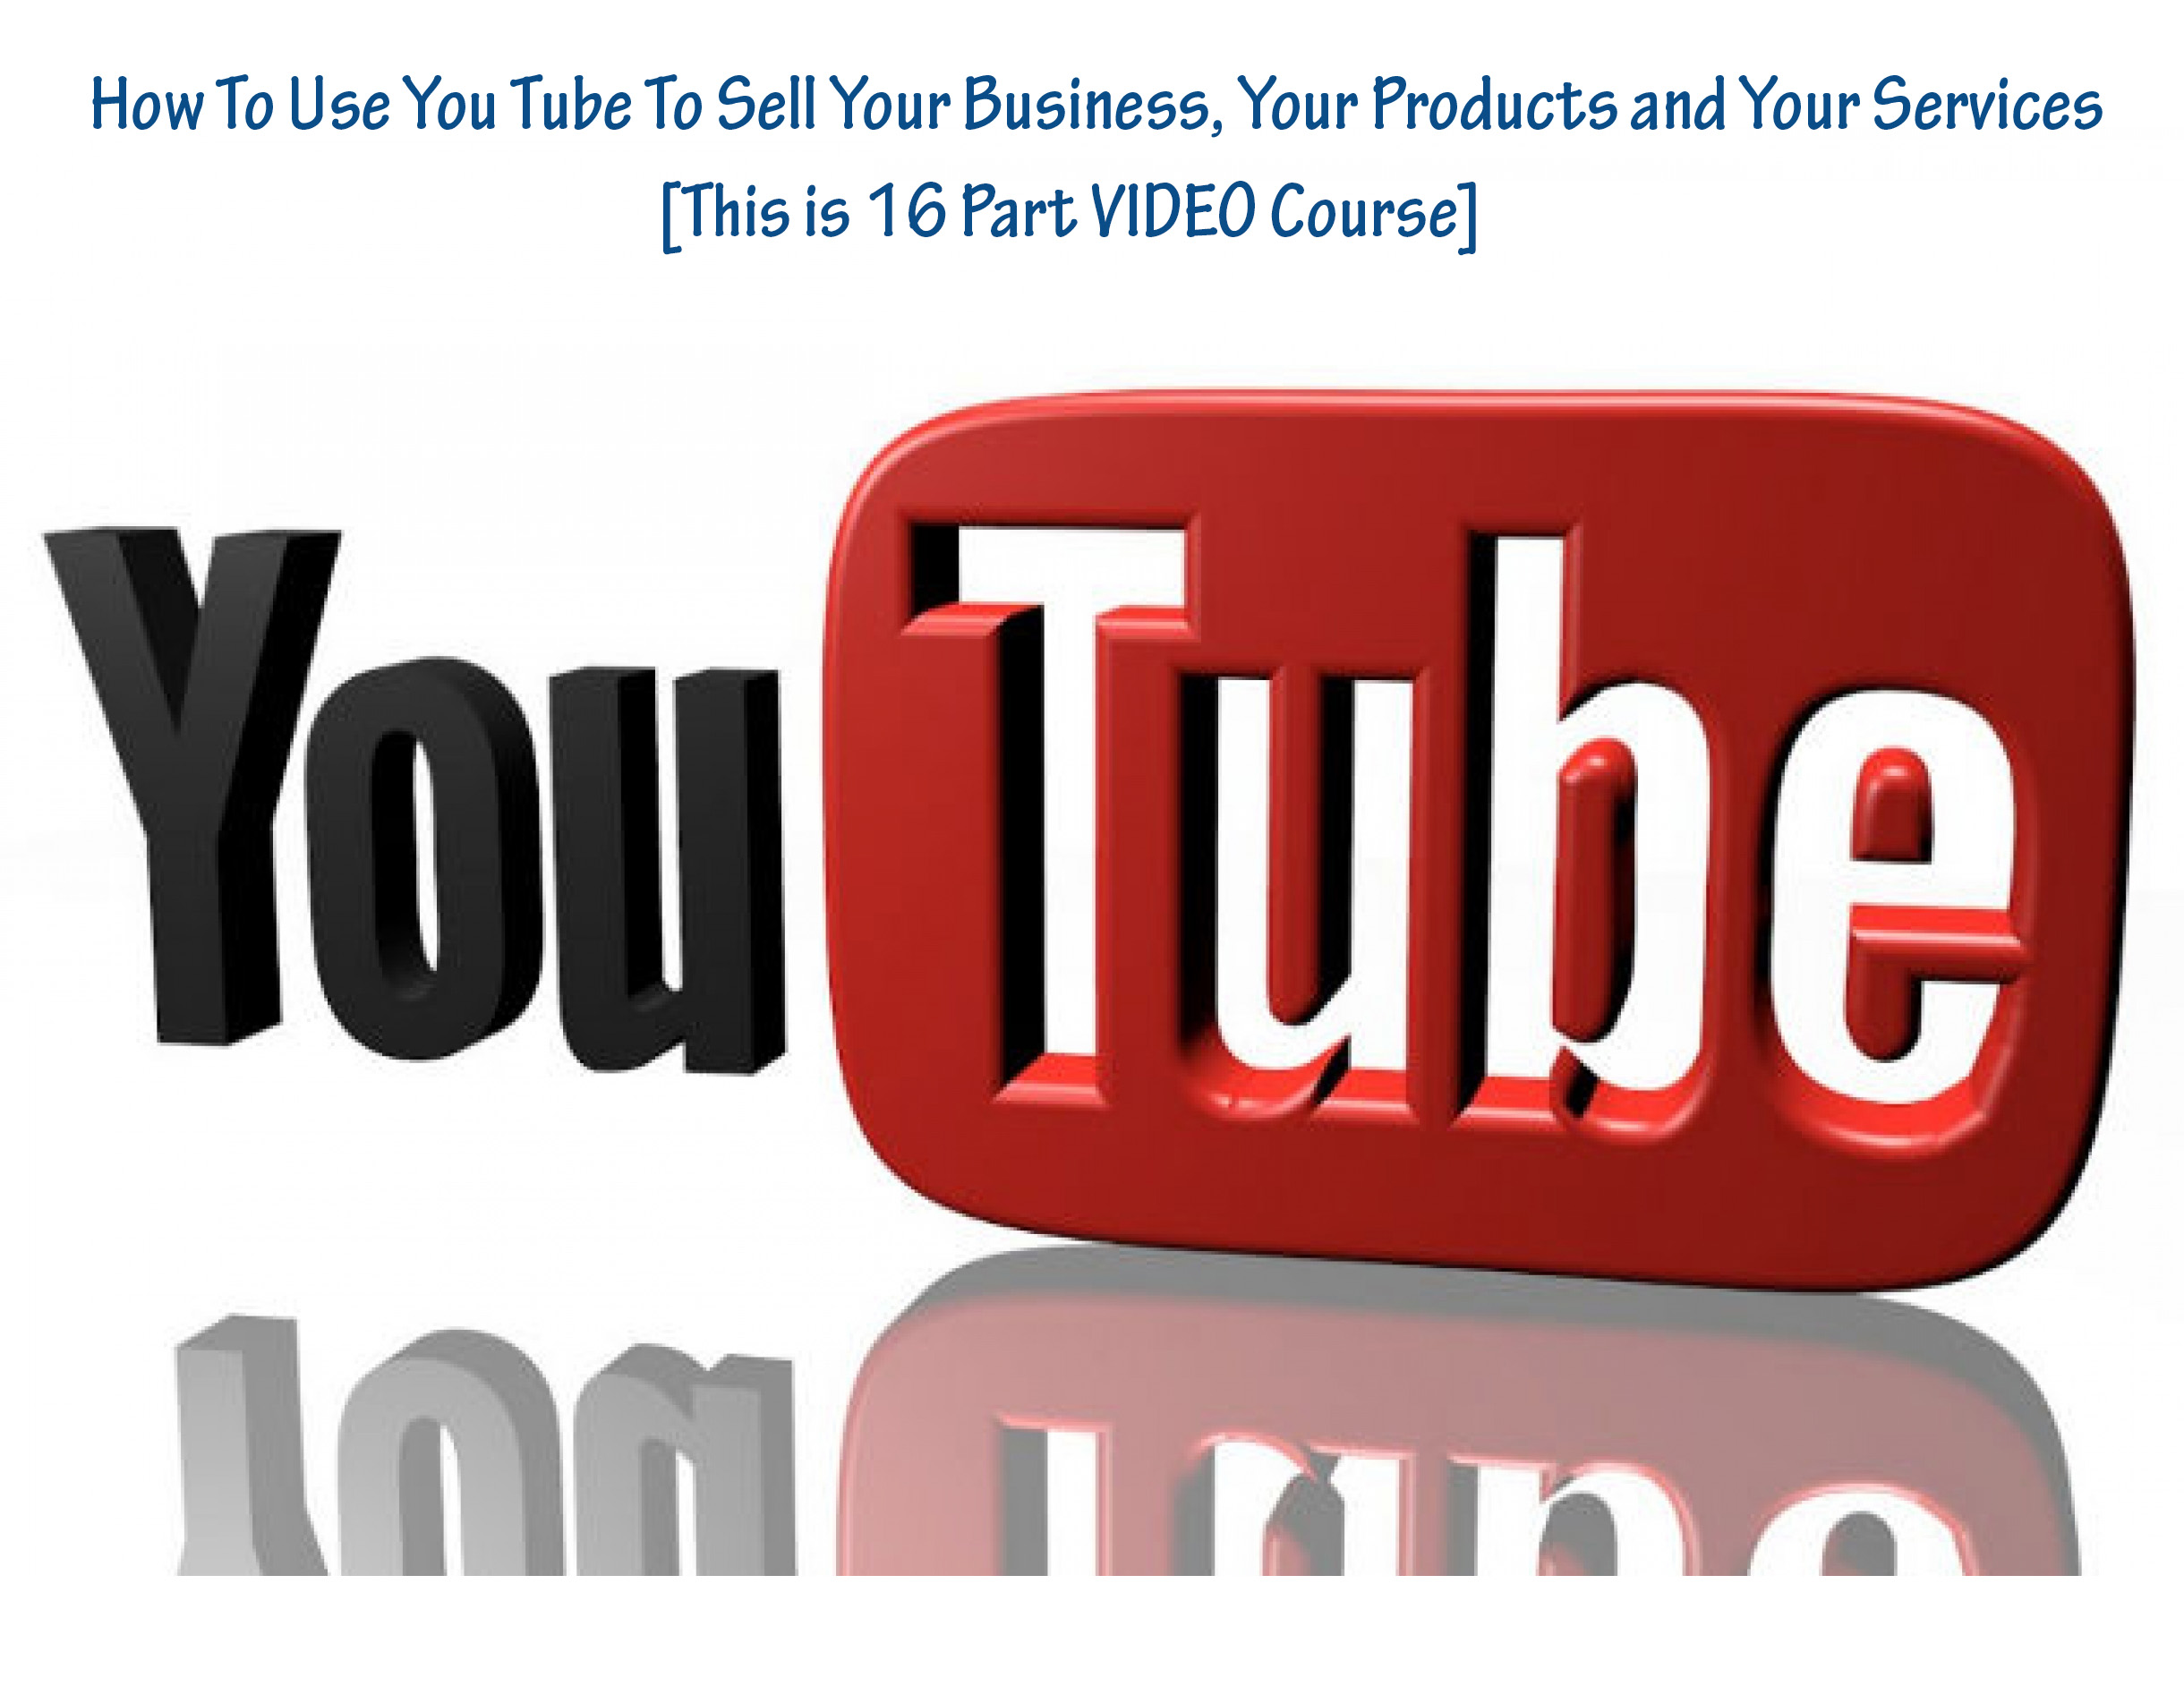 How To Use You Tube To Sell Your Business, Your Products and Your Services
[This is 16 Part VIDEO Course]
You Tube